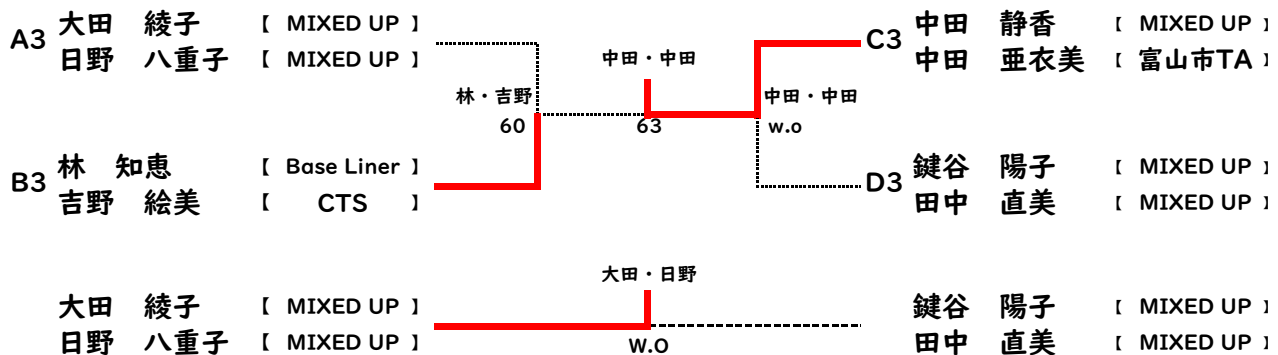 A3 大田 綾子 【 MIXED UP 】
日野 八重子 【 MIXED UP 】
中田・中田
C3 中田 静香 【 MIXED UP 】
中田 亜衣美 【 富山市TA 】
林・吉野
60
63
中田・中田
w.o
B3 林 知恵 【 Base Liner 】
吉野 絵美 【 CTS 】
D3 鍵谷 陽子 【 MIXED UP 】
田中 直美 【 MIXED UP 】
大田・日野
大田 綾子 【 MIXED UP 】
日野 八重子 【 MIXED UP 】
W.O
鍵谷 陽子 【 MIXED UP 】
田中 直美 【 MIXED UP 】